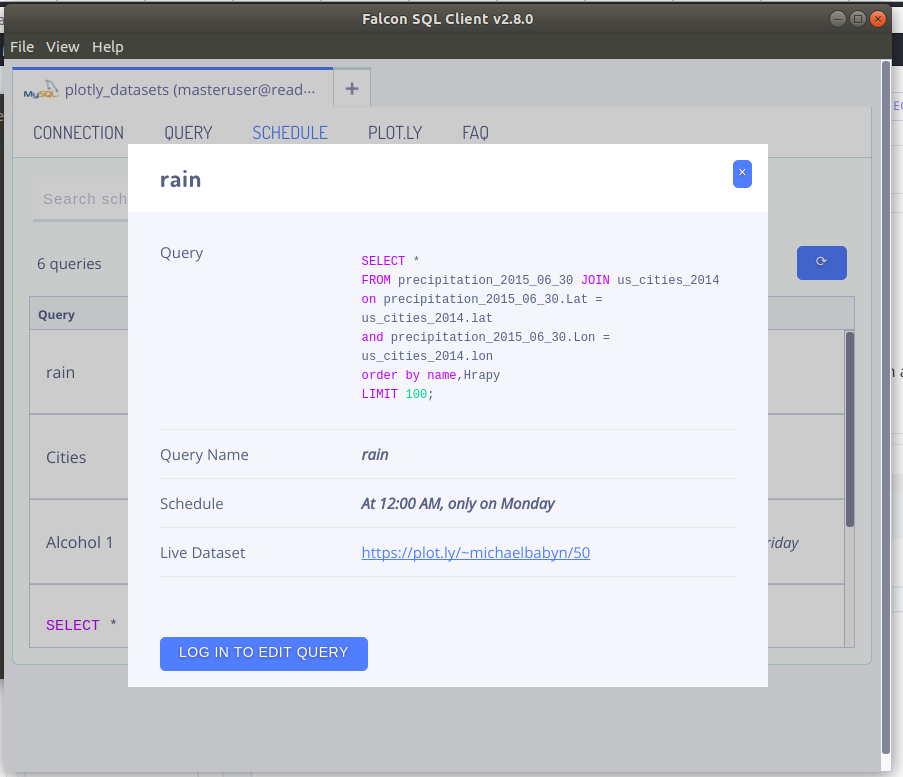 Falcon SQL Client v2.8.0
File View Help
MySQL plotly_datasets (masteruser@read··· +
CONNECTION QUERY SCHEDULE PLOT.LY FAQ
rain
×
Search sch
6 queries
Query
rain
Cities
Alcohol 1
riday
SELECT *
Query
SELECT *
FROM precipitation_2015_06_30 JOIN us_cities_2014
on precipitation_2015_06_30.Lat =
us_cities_2014.lat
and precipitation_2015_06_30.Lon =
us_cities_2014.lon
order by name,Hrapy
LIMIT 100;
Query Name rain
Schedule At 12:00 AM, only on Monday
Live Dataset https://plot.ly/~michaelbabyn/50
LOG IN TO EDIT QUERY